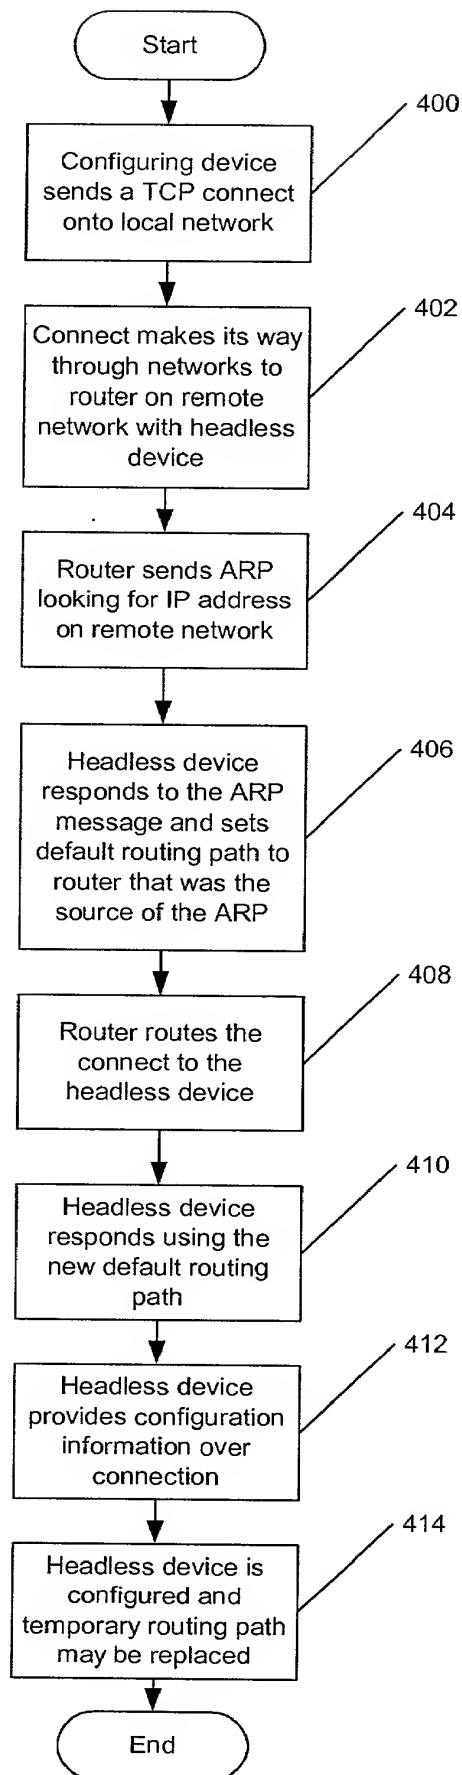 Start
400
Configuring device
sends a TCP connect
onto local network
402
Connect makes its way
through networks to
router on remote
network with headless
device
404
Router sends ARP
looking for IP address
on remote network
406
Headless device
responds to the ARP
message and sets
default routing path to
router that was the
source of the ARP
408
Router routes the
connect to the
headless device
410
Headless device
responds using the
new default routing
path
412
Headless device
provides configuration
information over
connection
414
Headless device is
configured and
temporary routing path
may be replaced
End